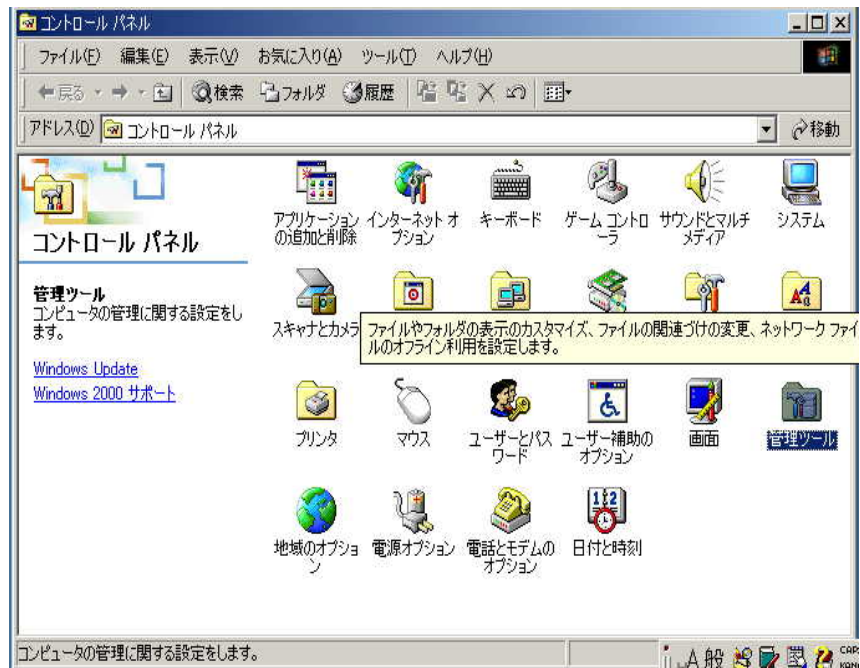 コントロール パネル
ファイル(F) 編集(E) 表示(V) お気に入り(A) ツール(T) ヘルプ(H)
戻る 検索 フォルダ 履歴
アドレス(D) コントロール パネル 移動
コントロール パネル
管理ツール
コンピュータの管理に関する設定をし
ます。
Windows Update
Windows 2000 サポート
アプリケーション
の追加と削除
インターネット オ
プション
キーボード
ゲーム コントロ
ーラ
サウンドとマルチ
メディア
システム
スキャナとカメラ
ファイルやフォルダの表示のカスタマイズ、ファイルの関連づけの変更、ネットワーク ファイ
ルのオフライン利用を設定します。
プリンタ
マウス
ユーザーとパス
ワード
ユーザー補助の
オプション
画面
管理ツール
地域のオプショ
ン
電源オプション
電話とモデムの
オプション
日付と時刻
コンピュータの管理に関する設定をします。
A 般